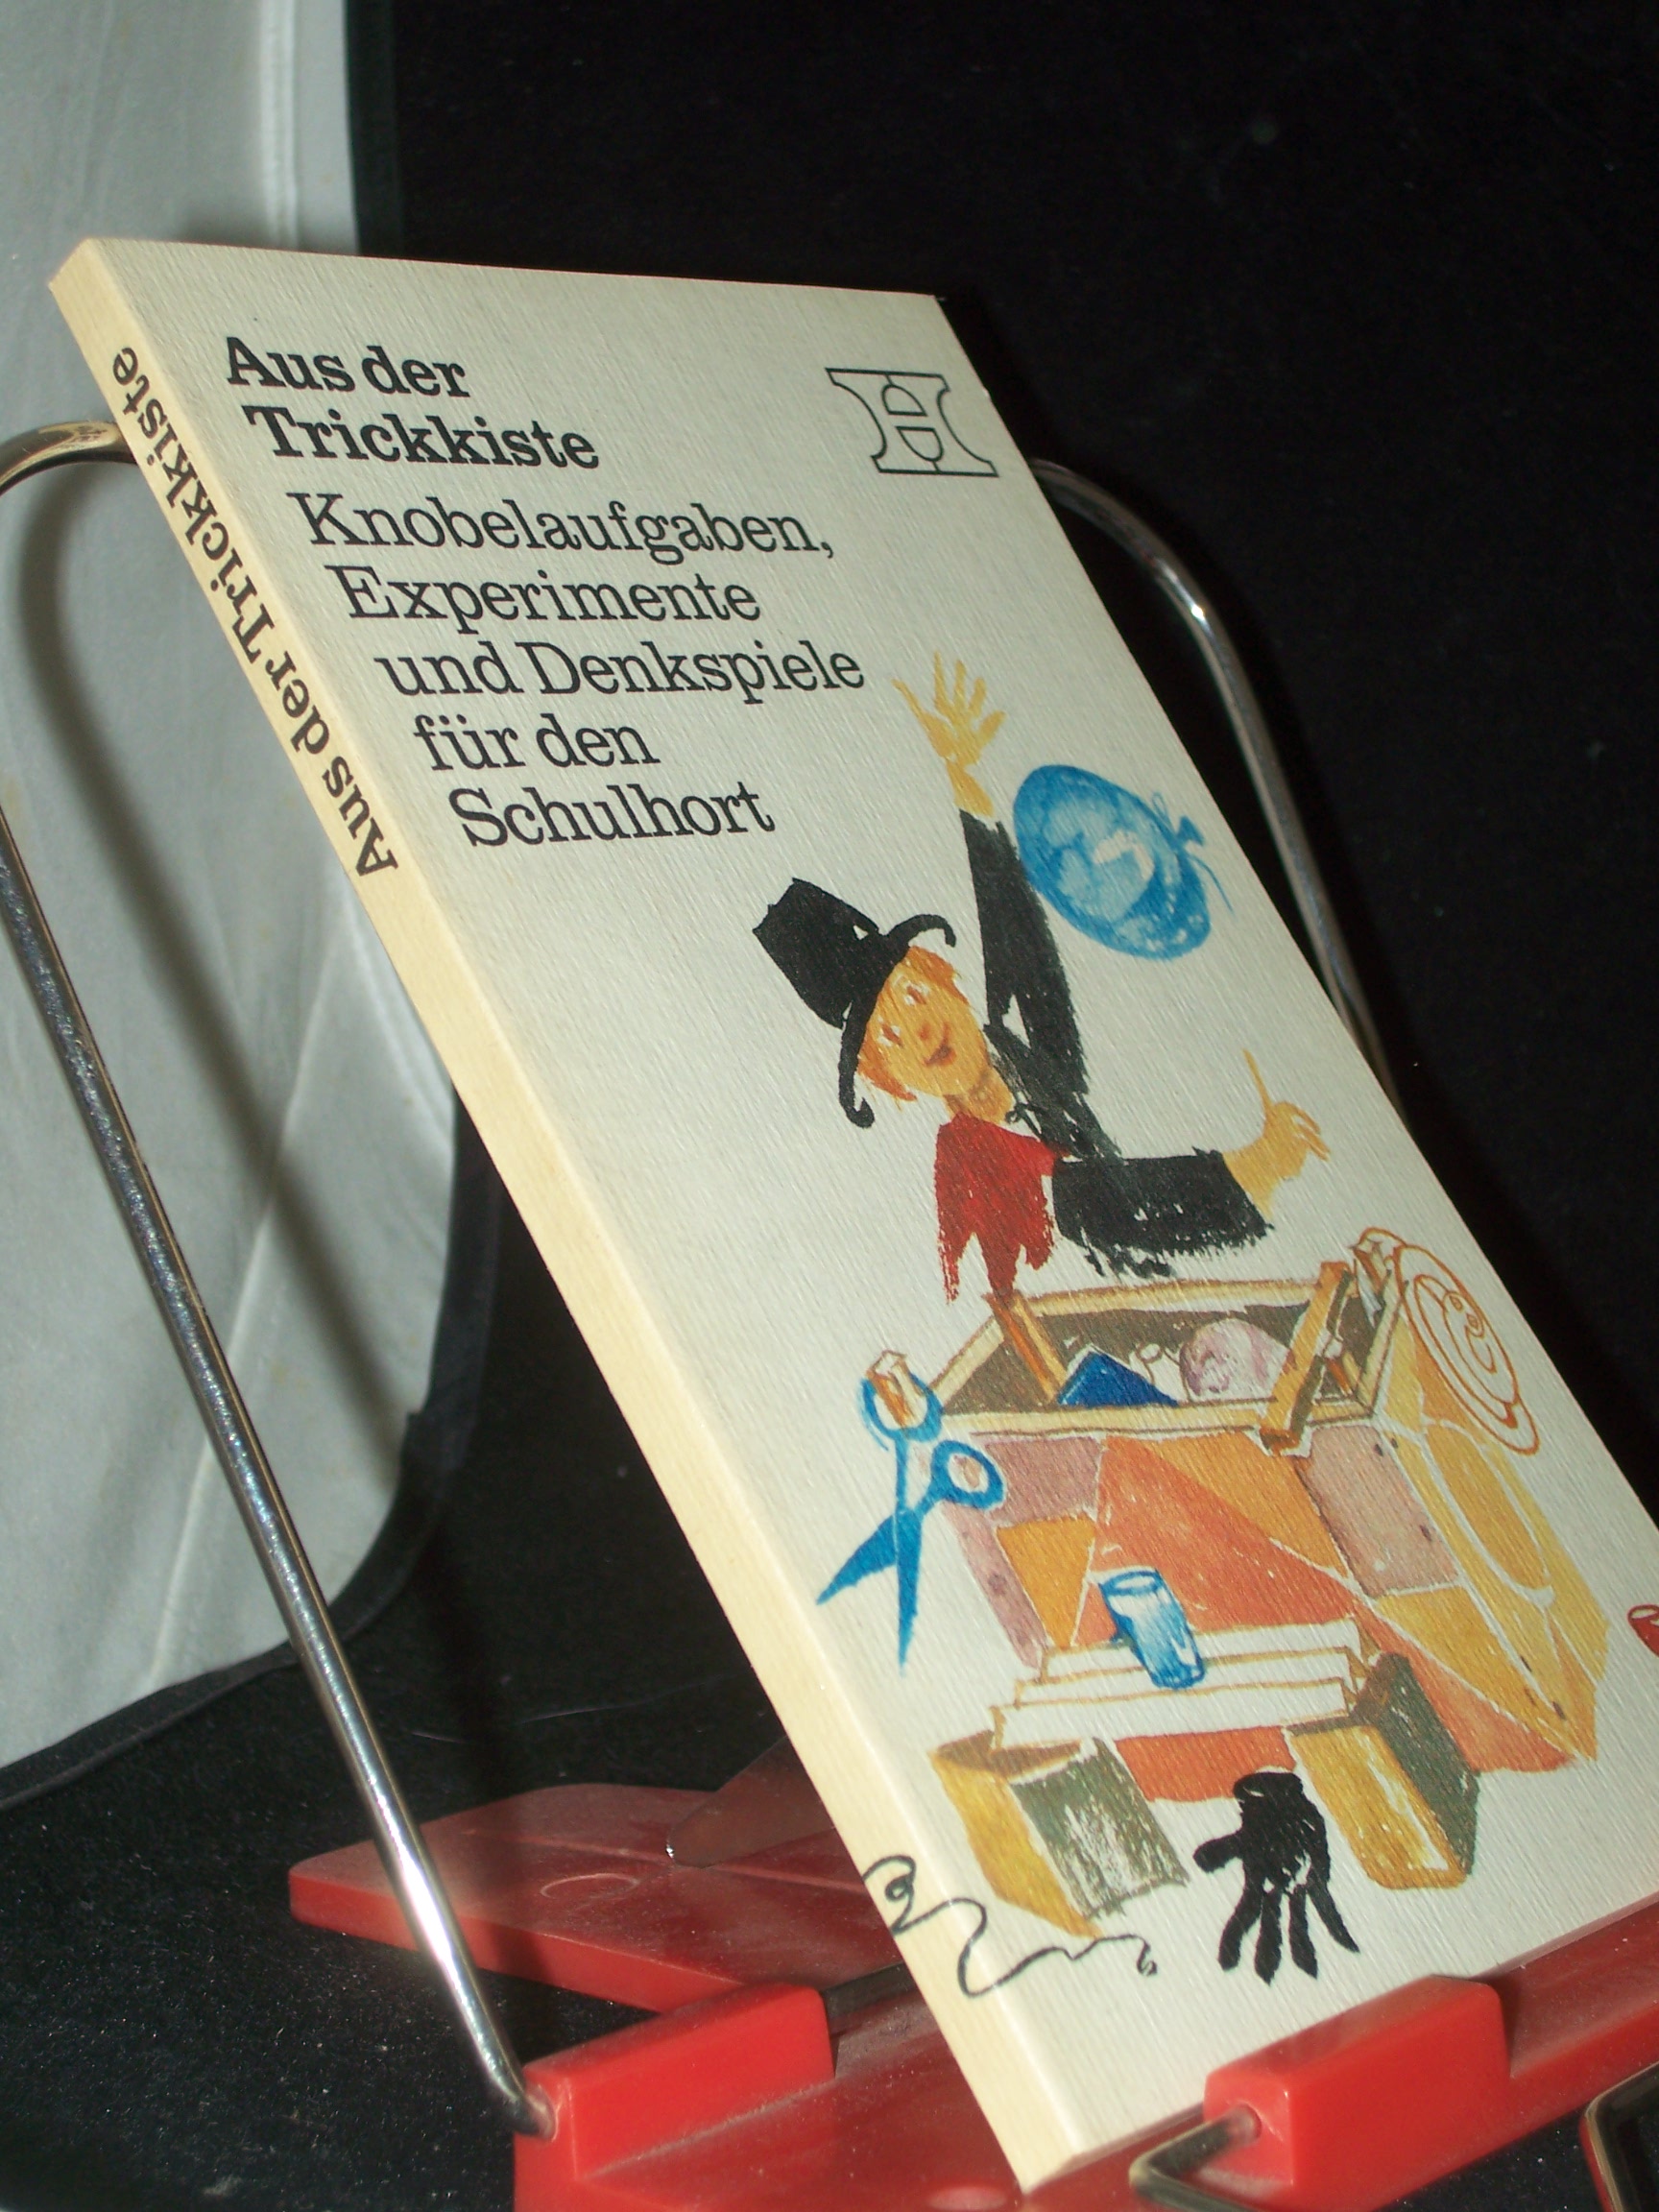 Aus der
Trickkiste
Knobelaufgaben,
Experimente
und Denkspiele
für den
Schulhort
H
Aus der Trickkiste